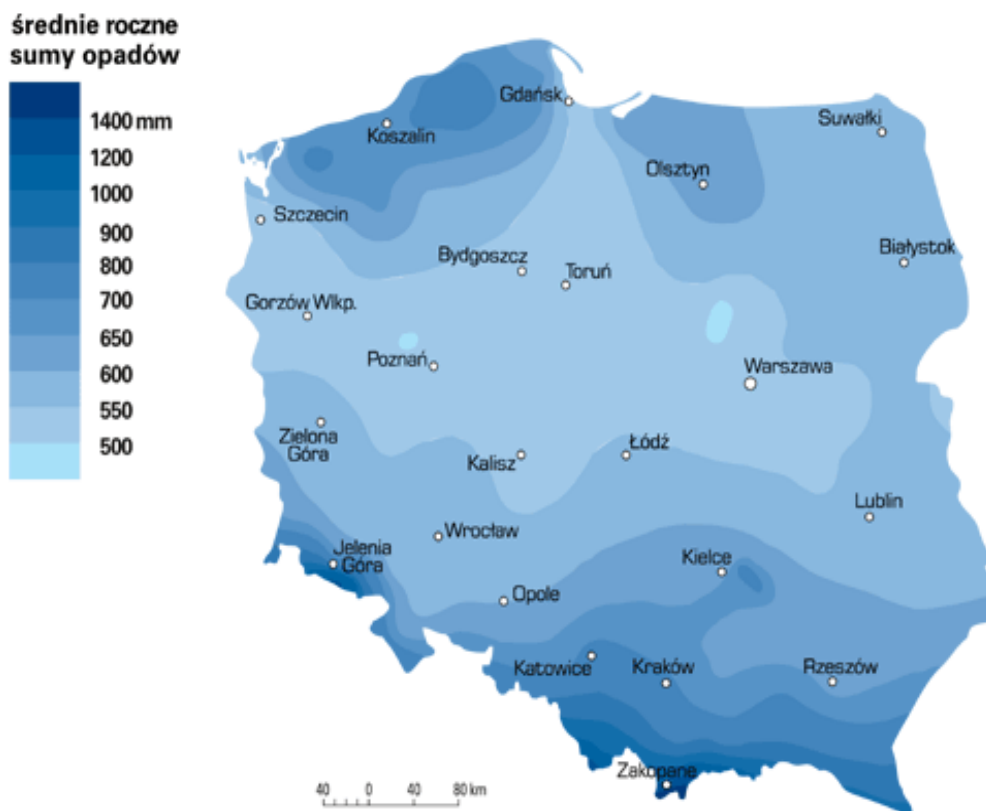 średnie roczne
sumy opadów
1400 mm
1200
1000
900
800
700
650
600
550
500
Gdańsk
Koszalin
Suwałki
Olsztyn
Szczecin
Bydgoszcz
Toruń
Białystok
Gorzów Wlkp.
Poznań
Warszawa
Zielona
Góra
Kalisz
Łódź
Lublin
Wrocław
Jelenia
Góra
Kielce
Opole
Katowice
Kraków
Rzeszów
Zakopane
40 0 40 80 km